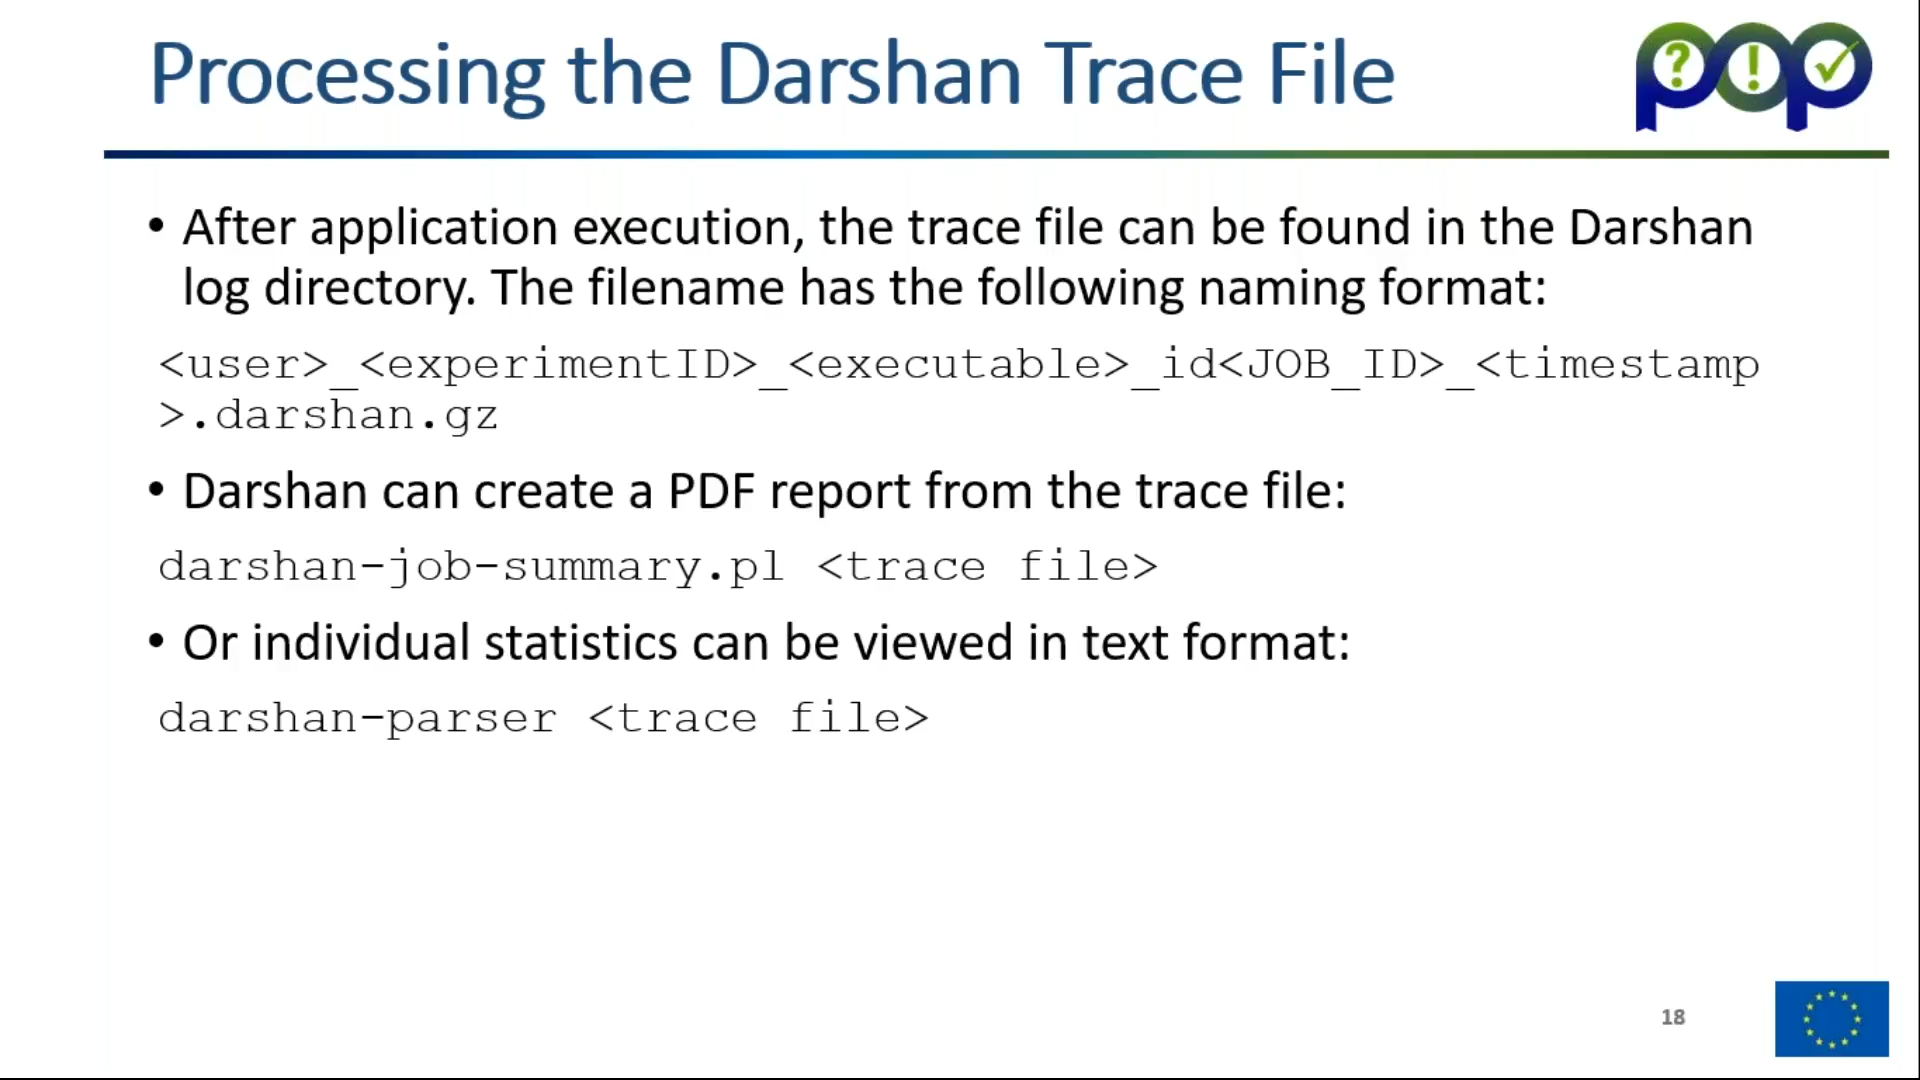 Processing the Darshan Trace File
pop
• After application execution, the trace file can be found in the Darshan
log directory. The filename has the following naming format:
<user>_<experimentID>_<executable>_id<JOB_ID>_<timestamp
>.darshan.gz
• Darshan can create a PDF report from the trace file:
darshan-job-summary.pl <trace file>
• Or individual statistics can be viewed in text format:
darshan-parser <trace file>
18